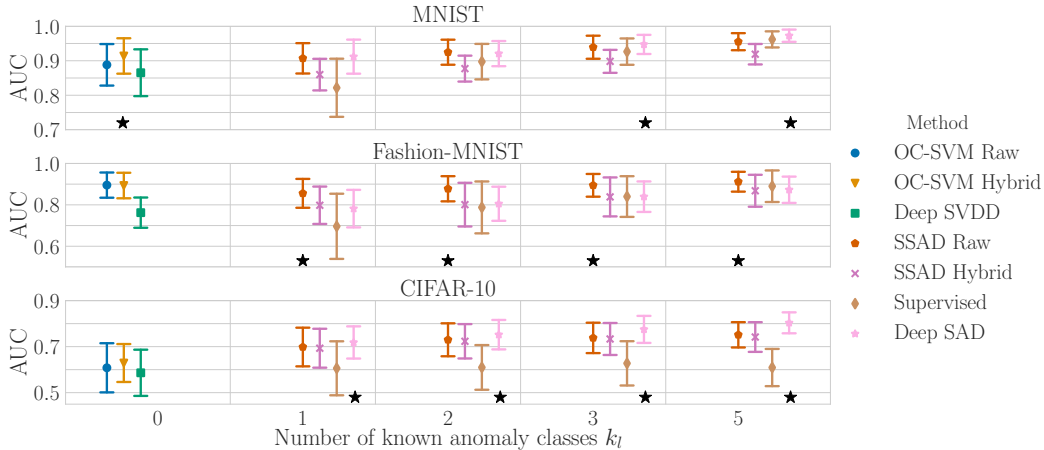 MNIST
1.0
0.9
0.8
0.7
AUC
Fashion-MNIST
1.0
0.8
0.6
AUC
CIFAR-10
0.9
0.7
0.5
AUC
0 1 2 3 5
Number of known anomaly classes k_l
Method
OC-SVM Raw
OC-SVM Hybrid
Deep SVDD
SSAD Raw
SSAD Hybrid
Supervised
Deep SAD